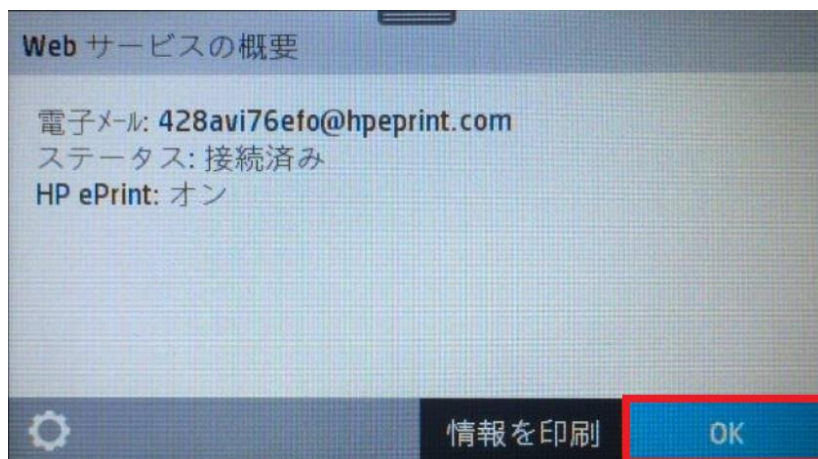 Web サービスの概要
電子メール: 428avi76efo@hpeprint.com
ステータス: 接続済み
HP ePrint: オン
情報を印刷
OK